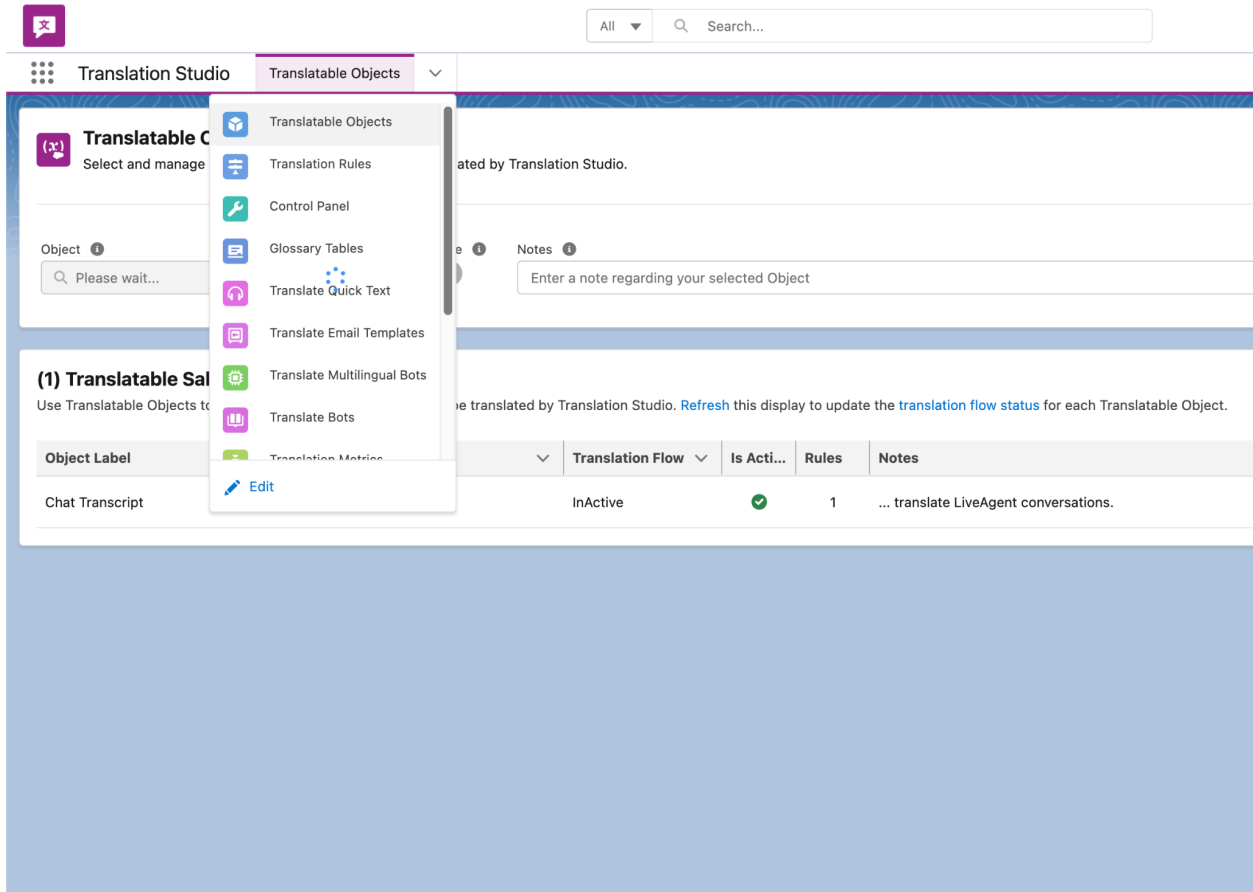 All
Search...
Translation Studio
Translatable Objects
Translatable
Select and manage
ated by Translation Studio.
Translatable Objects
Translation Rules
Control Panel
Glossary Tables
Translate Quick Text
Translate Email Templates
Translate Multilingual Bots
Translate Bots
Translation Metrics
Edit
Object
e
Notes
Please wait...
Enter a note regarding your selected Object
(1) Translatable Sal
Use Translatable Objects to
be translated by Translation Studio. Refresh this display to update the translation flow status for each Translatable Object.
Object Label
Translation Flow
Is Acti...
Rules
Notes
Chat Transcript
InActive
1
... translate LiveAgent conversations.